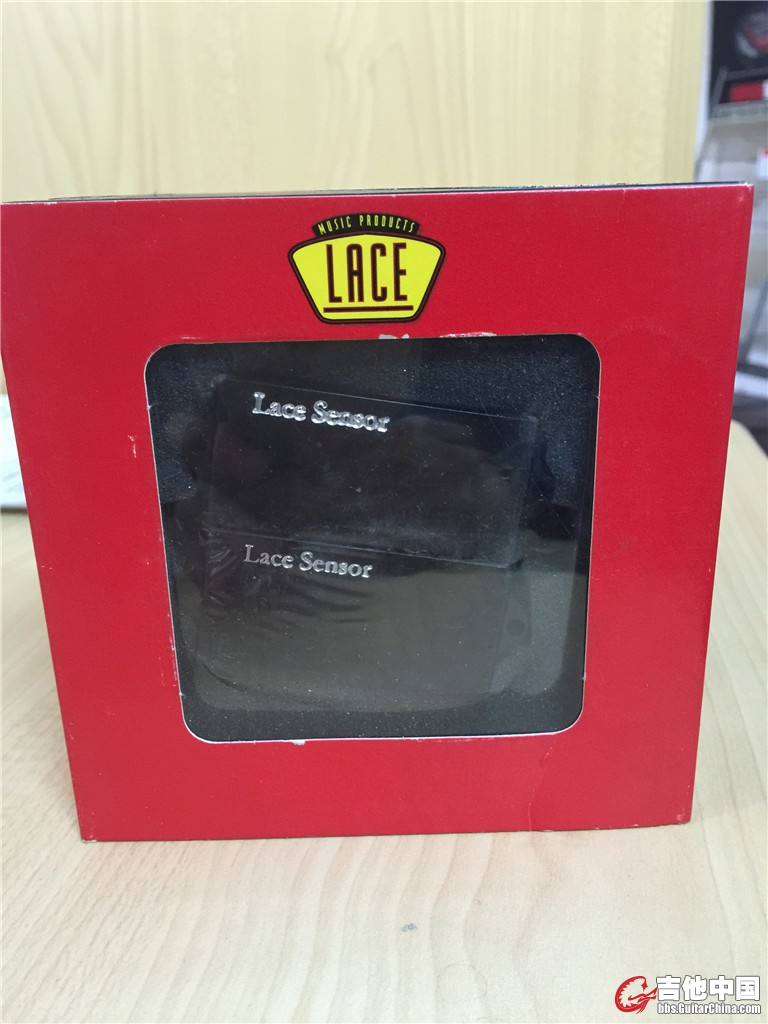 MUSIC PRODUCTS
LACE
Lace Sensor
Lace Sensor
吉他中国
bbs.GuitarChina.com